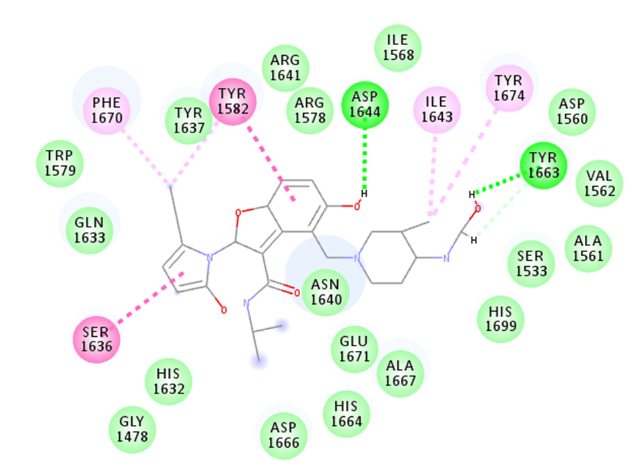 ILE
1568
ARG
1641
TYR
1582
ASP
1644
ILE
1643
TYR
1674
PHE
1670
TYR
1637
ARG
1578
ASP
1560
TRP
1579
TYR
1663
VAL
1562
H
H
O
O
H
GLN
1633
N
N
N
ALA
1561
SER
1533
ASN
1640
O
N
O
HIS
1699
SER
1636
GLU
1671
ALA
1667
HIS
1632
HIS
1664
GLY
1478
ASP
1666